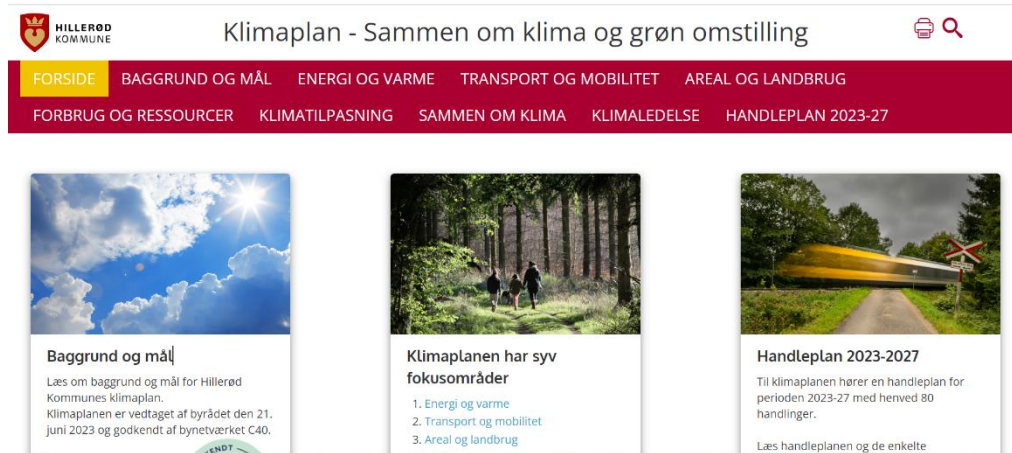 HILLERØD
KOMMUNE
Klimaplan - Sammen om klima og grøn omstilling
FORSIDE BAGGRUND OG MÅL ENERGI OG VARME TRANSPORT OG MOBILITET AREAL OG LANDBRUG
FORBRUG OG RESSOURCER KLIMATILPASNING SAMMEN OM KLIMA KLIMALEDELSE HANDLEPLAN 2023-27
Baggrund og mål
Læs om baggrund og mål for Hillerød
Kommunes klimaplan.
Klimaplanen er vedtaget af byrådet den 21.
juni 2023 og godkendt af bynetværket C40.
Klimaplanen har syv
fokusområder
1. Energi og varme
2. Transport og mobilitet
3. Areal og landbrug
Handleplan 2023-2027
Til klimaplanen hører en handleplan for
perioden 2023-27 med henved 80
handlinger.
Læs handleplanen og de enkelte